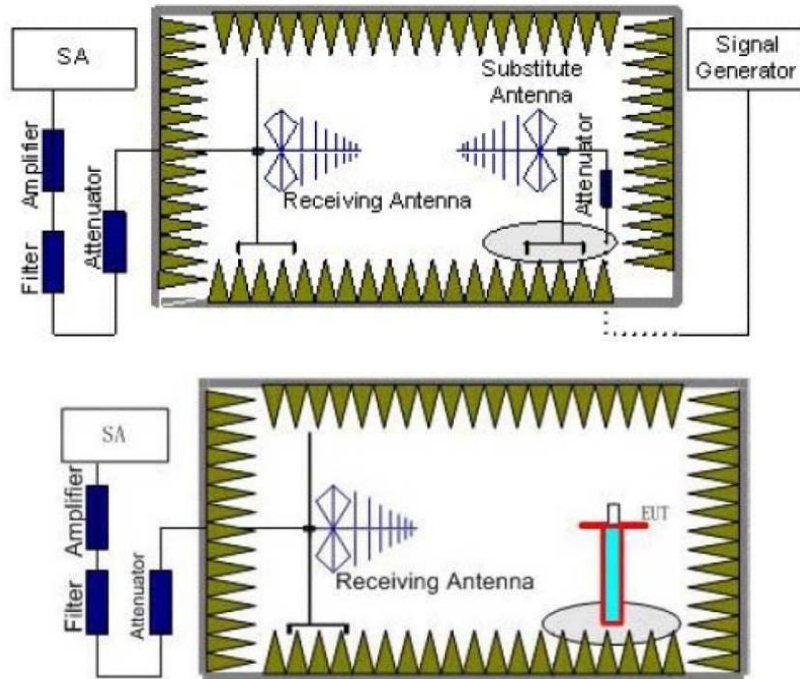 SA
Signal
Generator
Substitute
Antenna
Amplifier
Attenuator
Attenuator
Receiving Antenna
Filter
SA
Amplifier
EUT
Receiving Antenna
Filter
Attenuator